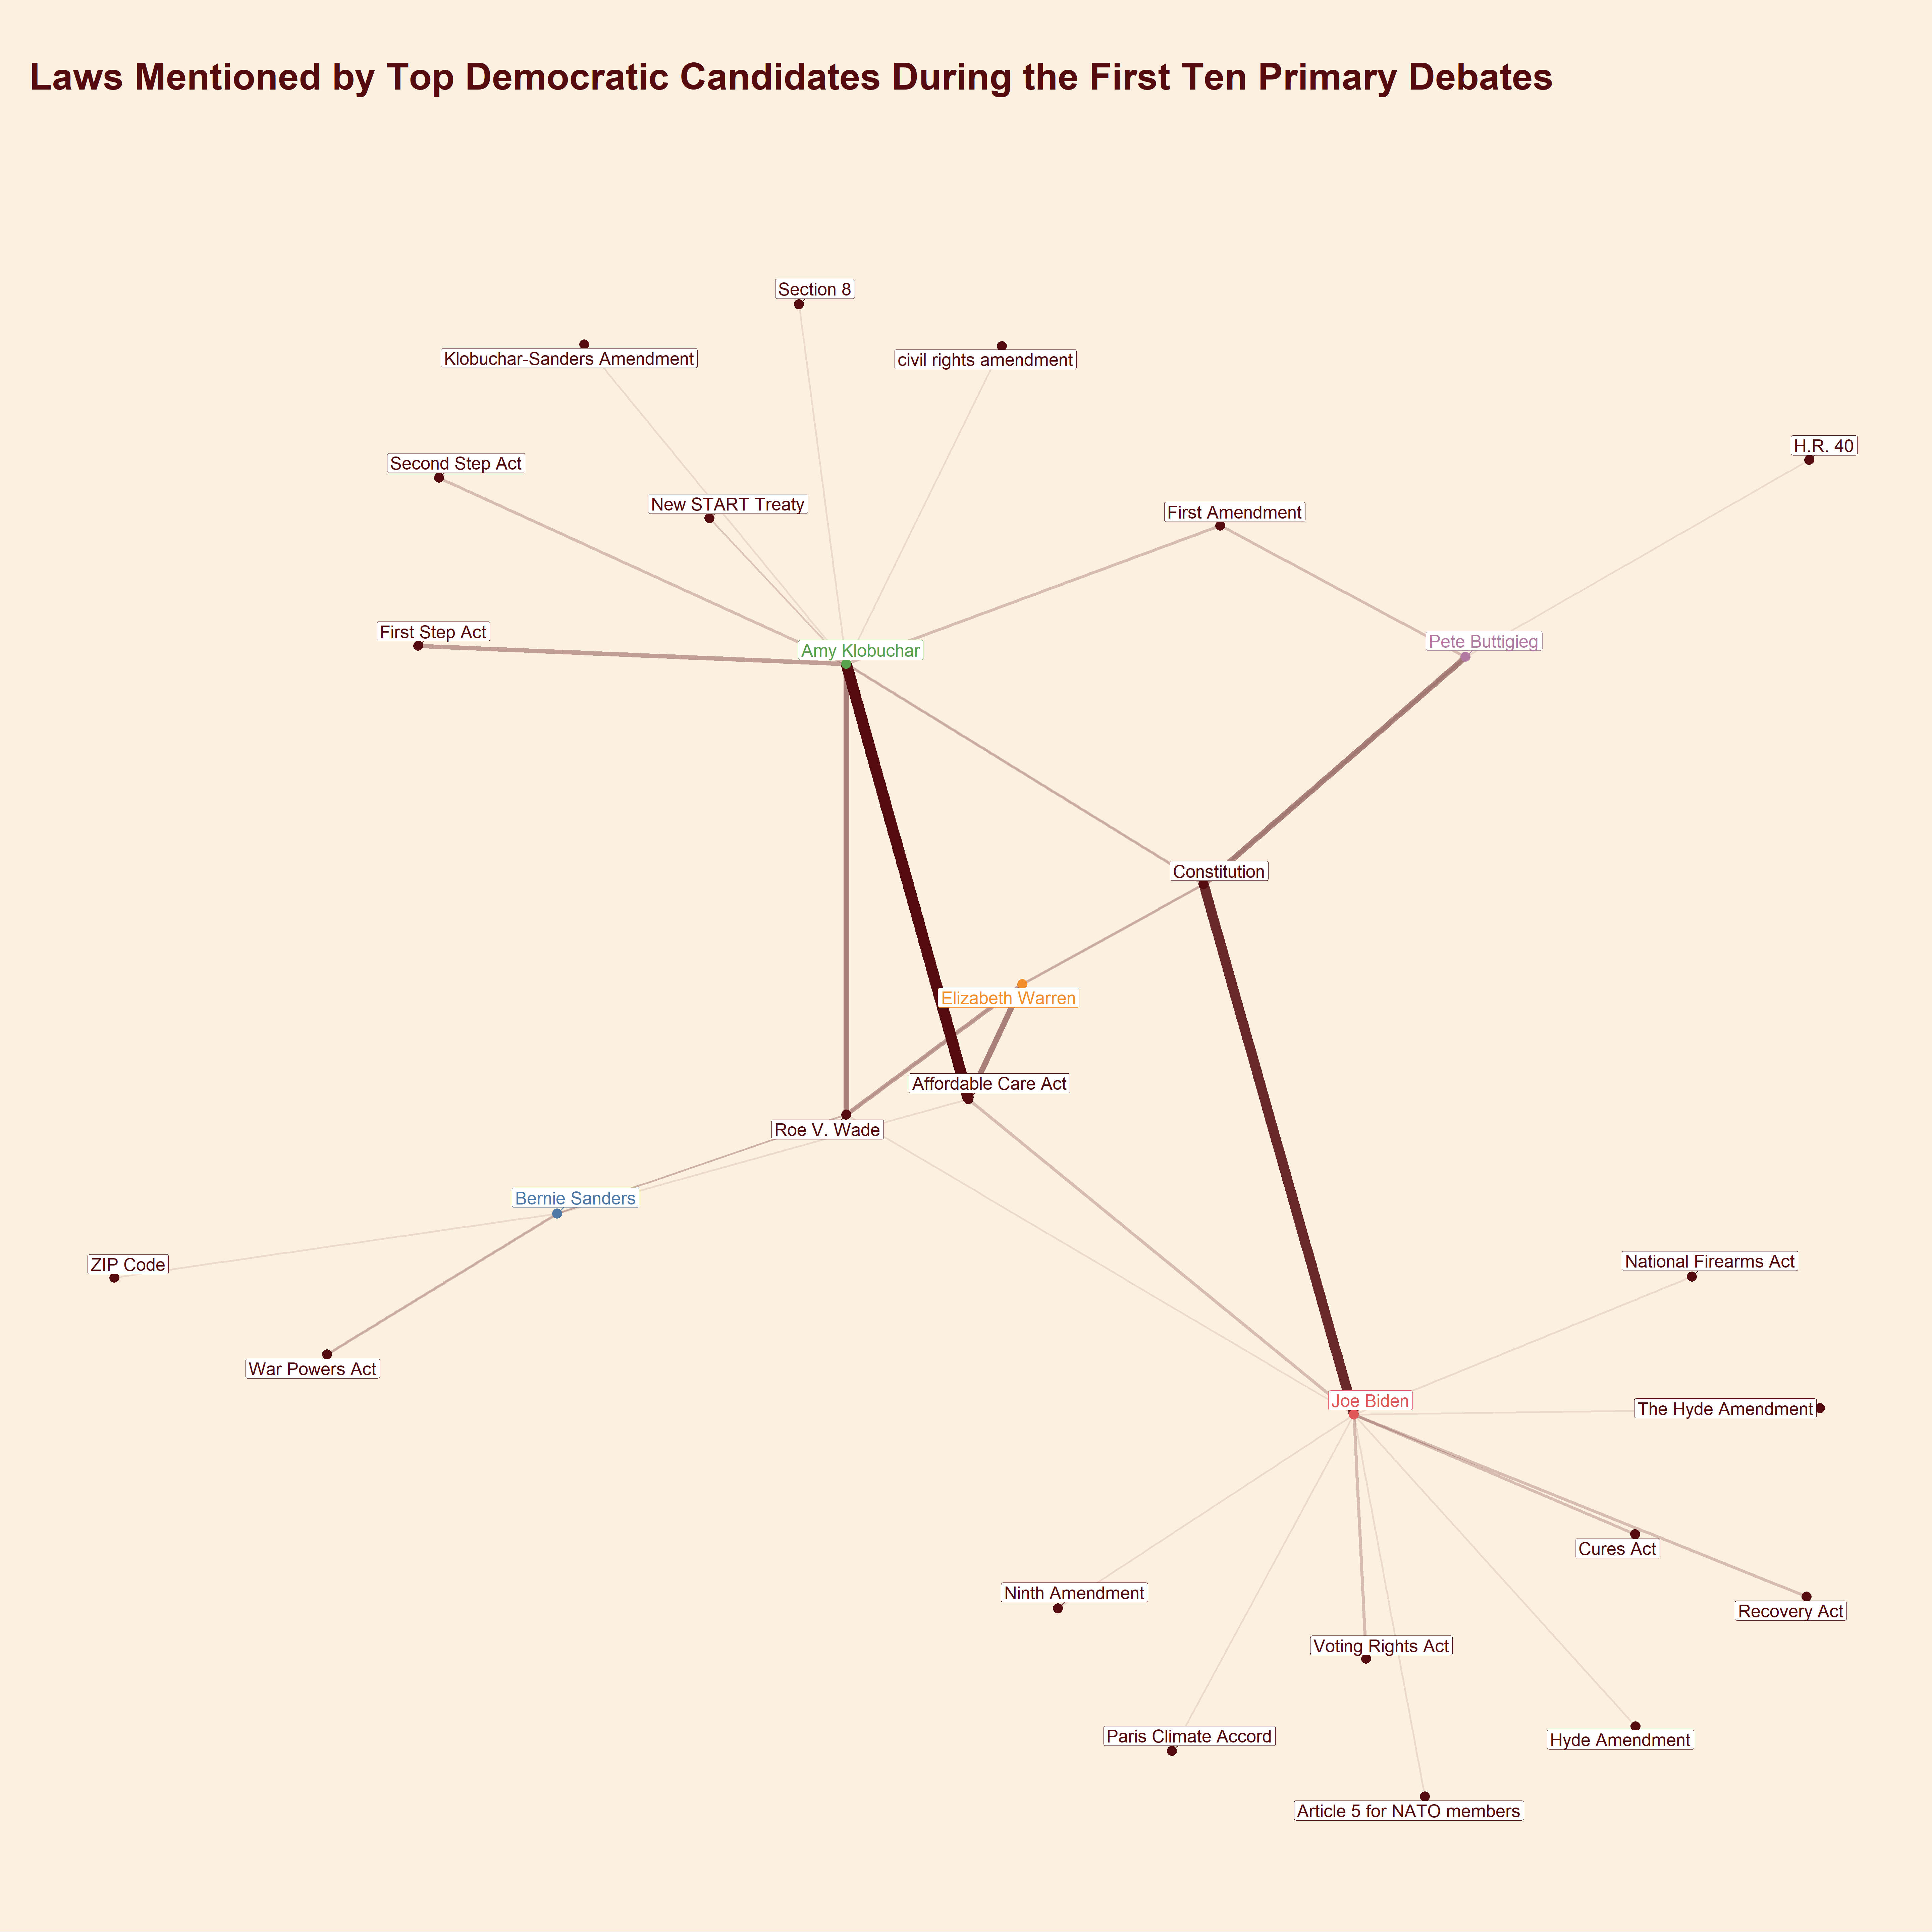 Laws Mentioned by Top Democratic Candidates During the First Ten Primary Debates
Section 8
Klobuchar-Sanders Amendment
civil rights amendment
H.R. 40
Second Step Act
New START Treaty
First Amendment
First Step Act
Pete Buttigieg
Amy Klobuchar
Constitution
Elizabeth Warren
Affordable Care Act
Roe V. Wade
Bernie Sanders
National Firearms Act
ZIP Code
War Powers Act
Joe Biden
The Hyde Amendment
Cures Act
Ninth Amendment
Recovery Act
Voting Rights Act
Paris Climate Accord
Hyde Amendment
Article 5 for NATO members